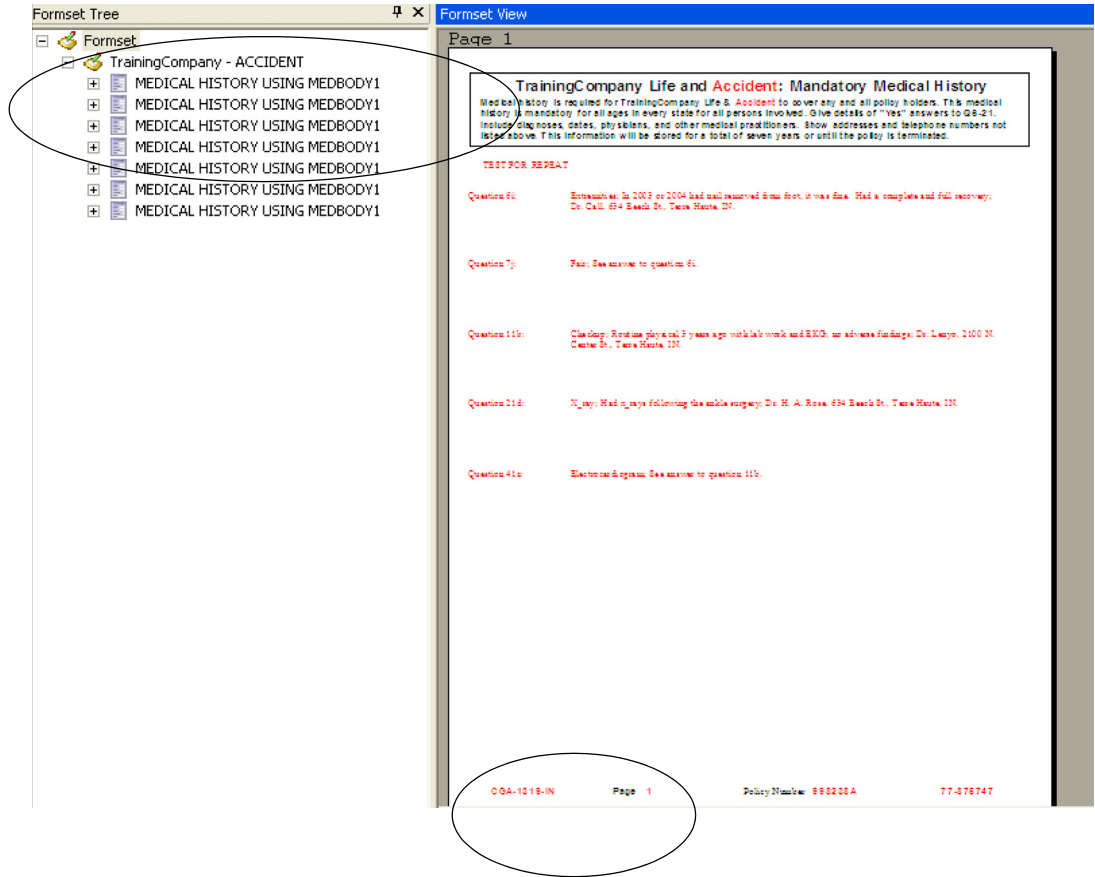 Formset Tree
Formset
TrainingCompany - ACCIDENT
MEDICAL HISTORY USING MEDBODY1
MEDICAL HISTORY USING MEDBODY1
MEDICAL HISTORY USING MEDBODY1
MEDICAL HISTORY USING MEDBODY1
MEDICAL HISTORY USING MEDBODY1
MEDICAL HISTORY USING MEDBODY1
MEDICAL HISTORY USING MEDBODY1
Formset View
Page 1
TrainingCompany Life and Accident: Mandatory Medical History
Medical history is required for TrainingCompany Life & Accident to cover any and all policy holders. This medical
history is mandatory for all ages in every state for all persons involved. Give details of "Yes" answers to Q6-21.
Include diagnoses, dates, physicians, and other medical practitioners. Show addresses and telephone numbers not
listed above. This information will be stored for a total of seven years or until the policy is terminated.
TEST FOR REPEAT
Question 6i: Extremities; In 2003 or 2004 had nail removed from foot, it was fine. Had a complete and full recovery;
Dr. Call, 634 Beech St., Terre Haute, IN.
Question 7j: Fair; See answer to question 6i.
Question 11b: Checkup; Routine physical 3 years ago with lab work and EKG; no adverse findings; Dr. 2100 N.
Center St., Terre Haute, IN.
Question 21d: X_ray; Had x_rays following the ankle surgery; Dr. H. A. Rose, 634 Beech St., Terre Haute, IN.
Question 41z: Electrocardiogram; See answer to question 11b.
CGA-1819-IN Page 1 Policy Number 998288A 77-876747